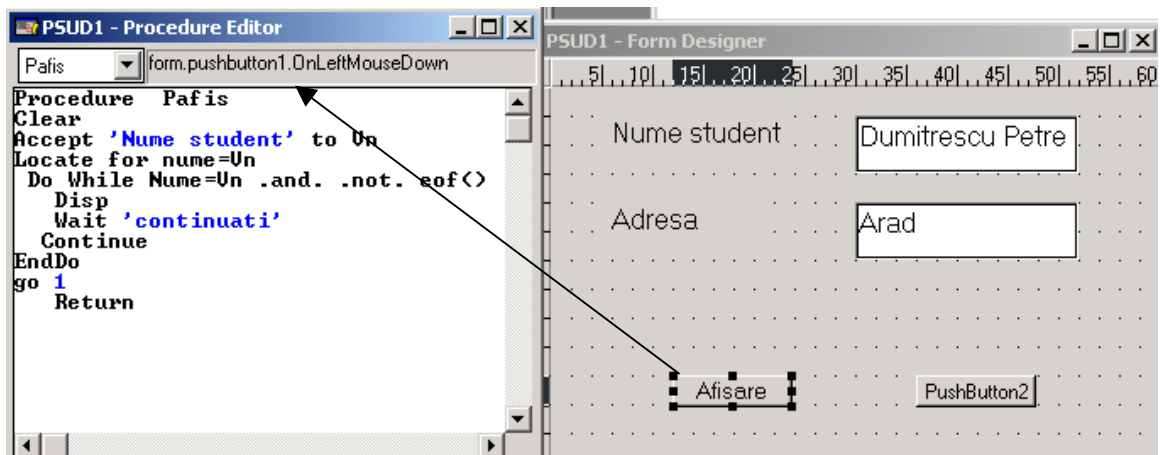 PSUD1 - Procedure Editor
Pafis form.pushbutton1.OnLeftMouseDown
Procedure Pafis
Clear
Accept 'Nume student' to Vn
Locate for nume=Vn
Do While Nume=Vn .and. .not. eof()
Disp
Wait 'continuati'
Continue
EndDo
go 1
Return
PSUD1 - Form Designer
5 10 15 20 25 30 35 40 45 50 55 60
Nume student Dumitrescu Petre
Adresa Arad
Afisare PushButton2